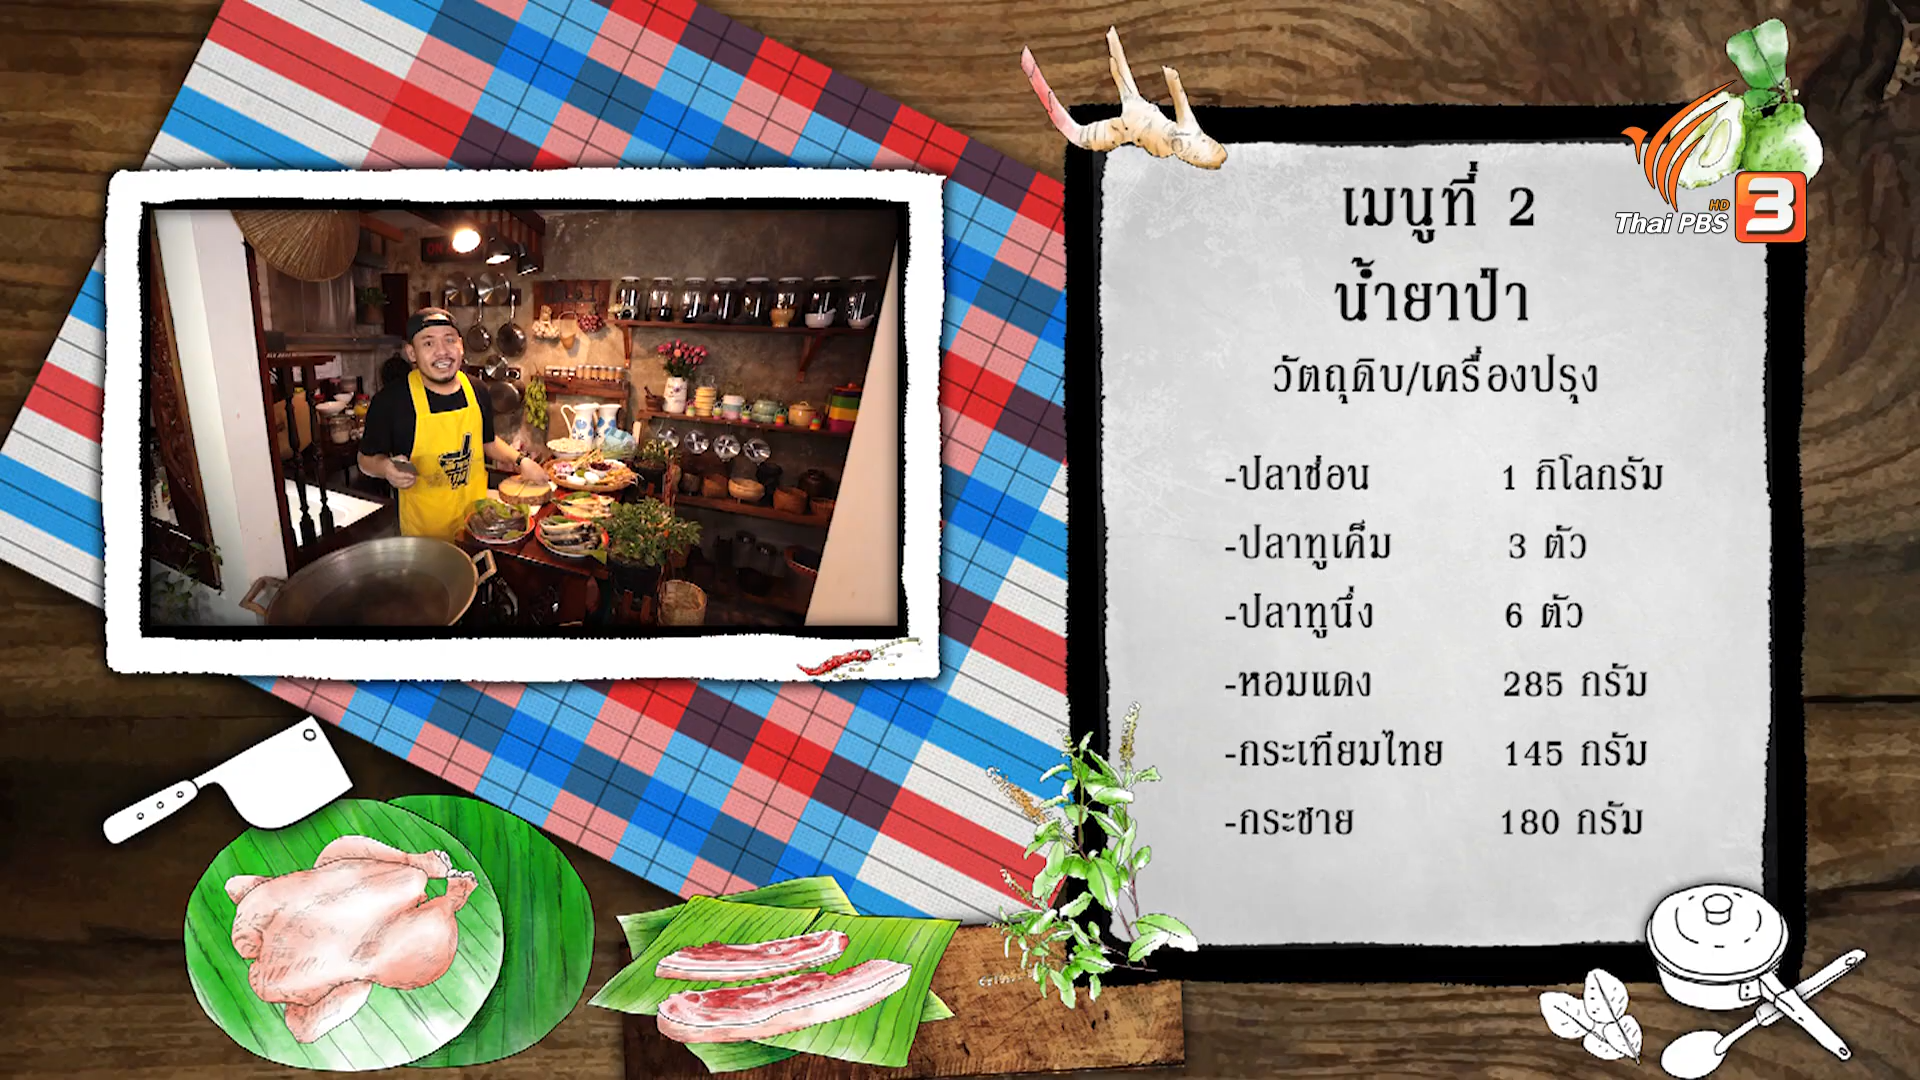 เมนูที่ 2
น้ำยาป่า
วัตถุดิบ/เครื่องปรุง
-ปลาช่อน 1 กิโลกรัม
-ปลาทูเค็ม 3 ตัว
-ปลาทูนึ่ง 6 ตัว
-หอมแดง 285 กรัม
-กระเทียมไทย 145 กรัม
-กระชาย 180 กรัม
HD
Thai PBS 3